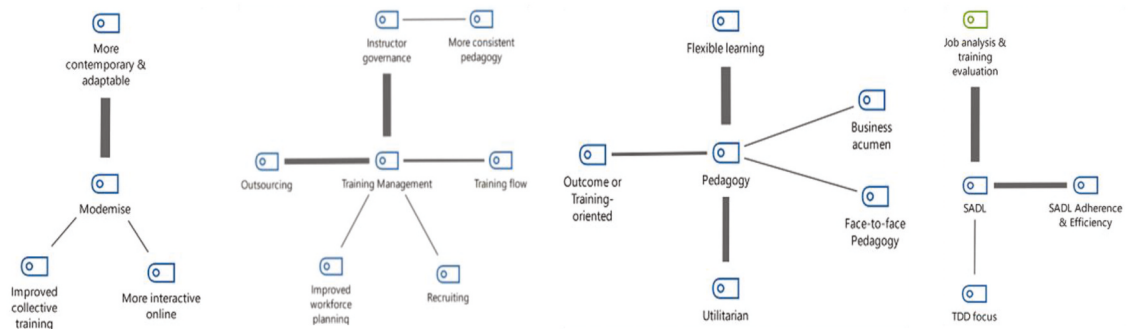 More
contemporary &
adaptable
Modernise
Improved
collective
training
More interactive
online
Instructor
governance
More consistent
pedagogy
Outsourcing
Training Management
Training flow
Improved
workforce
planning
Recruiting
Flexible learning
Business
acumen
Outcome or
Training-
oriented
Pedagogy
Face-to-face
Pedagogy
Utilitarian
Job analysis &
training
evaluation
SADL
SADL Adherence
& Efficiency
TDD focus